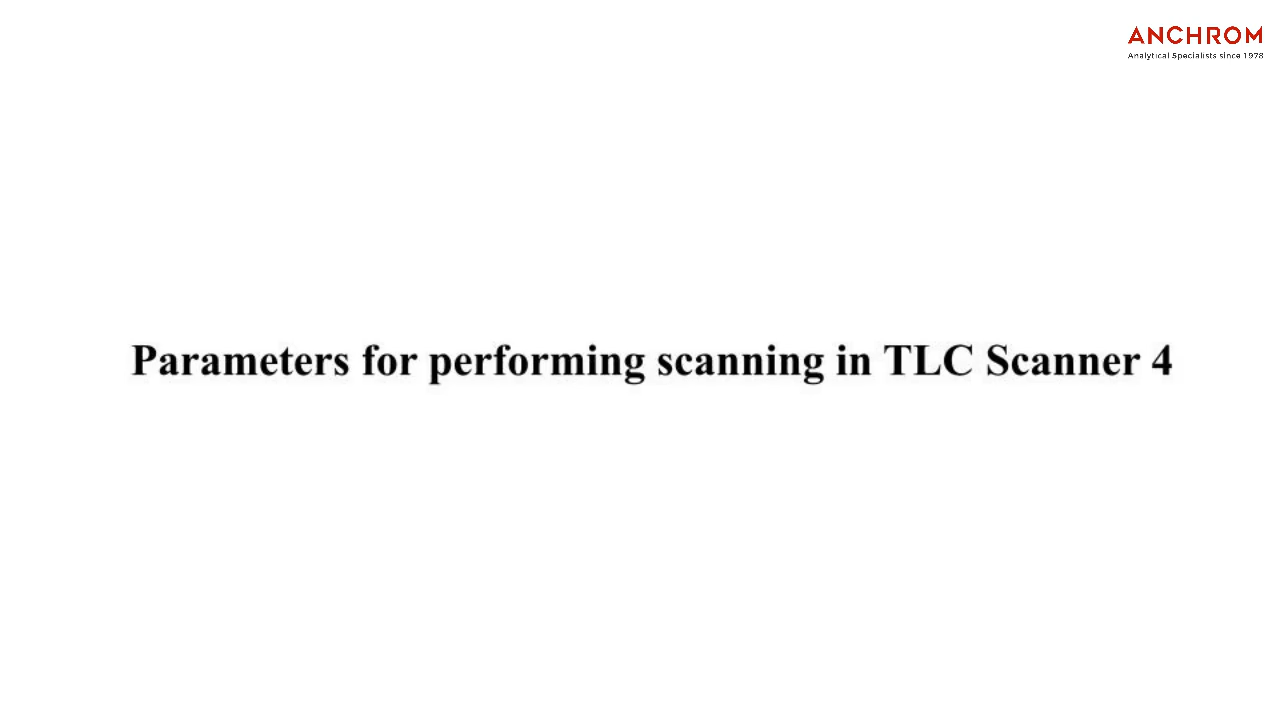 ANCHROM
Analytical Specialists since 1978
Parameters for performing scanning in TLC Scanner 4